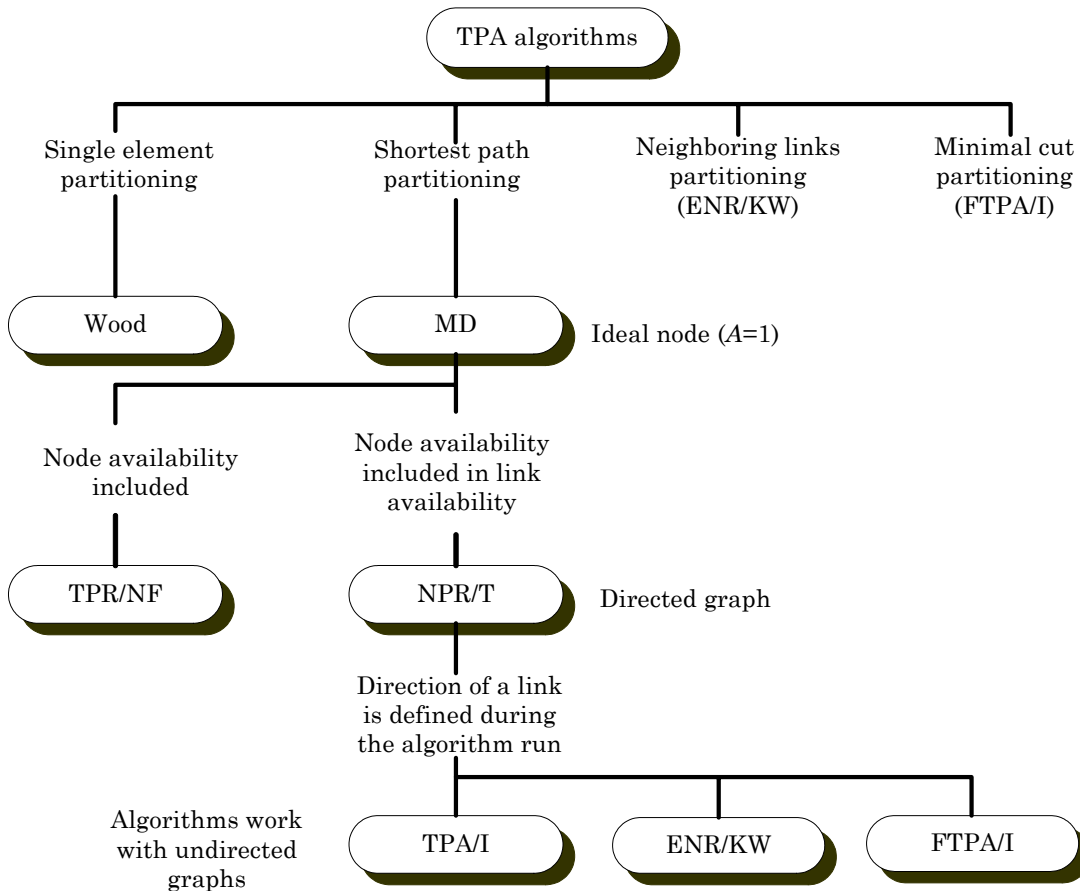 TPA algorithms
Single element
partitioning
Shortest path
partitioning
Neighboring links
partitioning
(ENR/KW)
Minimal cut
partitioning
(FTPA/I)
Wood
MD
Ideal node (A=1)
Node availability
included
Node availability
included in link
availability
TPR/NF
NPR/T
Directed graph
Direction of a link
is defined during
the algorithm run
Algorithms work
with undirected
graphs
TPA/I
ENR/KW
FTPA/I